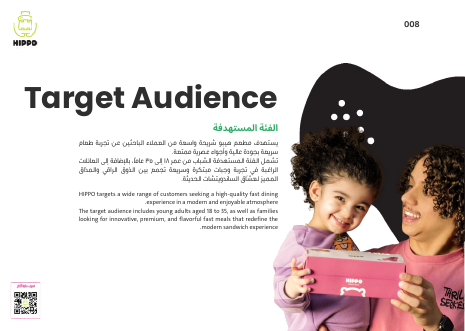 008
HIPPO
Target Audience
الفئة المستهدفة
يستهدف مطعم هيبو شريحة واسعة من العملاء الباحثين عن تجربة طعام
سريعة بجودة عالية وأجواء عصرية ممتعة.
تشمل الفئة المستهدفة الشباب من عمر ١٨ إلى ٣٥ عاماً، بالإضافة إلى العائلات
الراغبة في تجربة وجبات مبتكرة وسريعة تجمع بين الذوق الراقي والمذاق
المميز لعشاق الساندويتشات الحديثة.
HIPPO targets a wide range of customers seeking a high-quality fast dining
.experience in a modern and enjoyable atmosphere
The target audience includes young adults aged 18 to 35, as well as families
looking for innovative, premium, and flavorful fast meals that redefine the
.modern sandwich experience
HIPPO